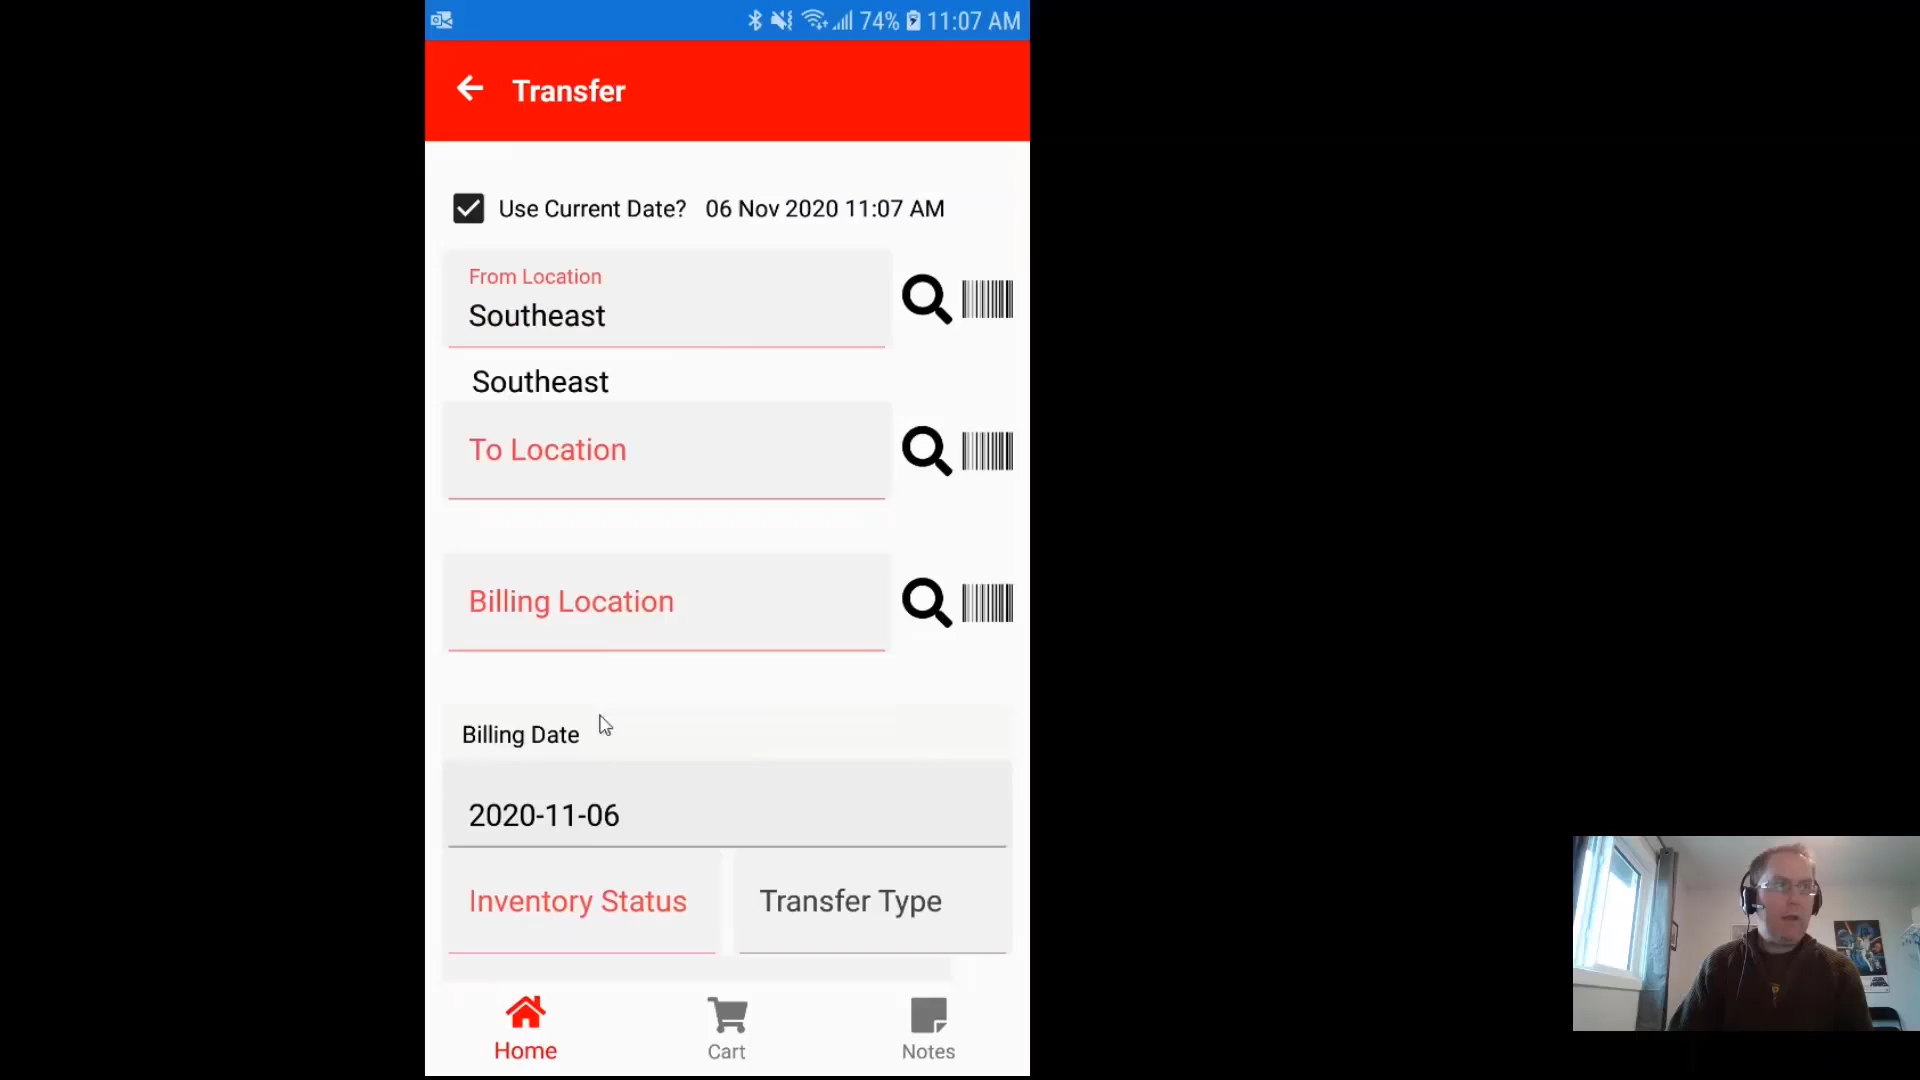 74% 11:07 AM
Transfer
Use Current Date? 06 Nov 2020 11:07 AM
From Location
Southeast
Southeast
To Location
Billing Location
Billing Date
2020-11-06
Inventory Status Transfer Type
Home Cart Notes